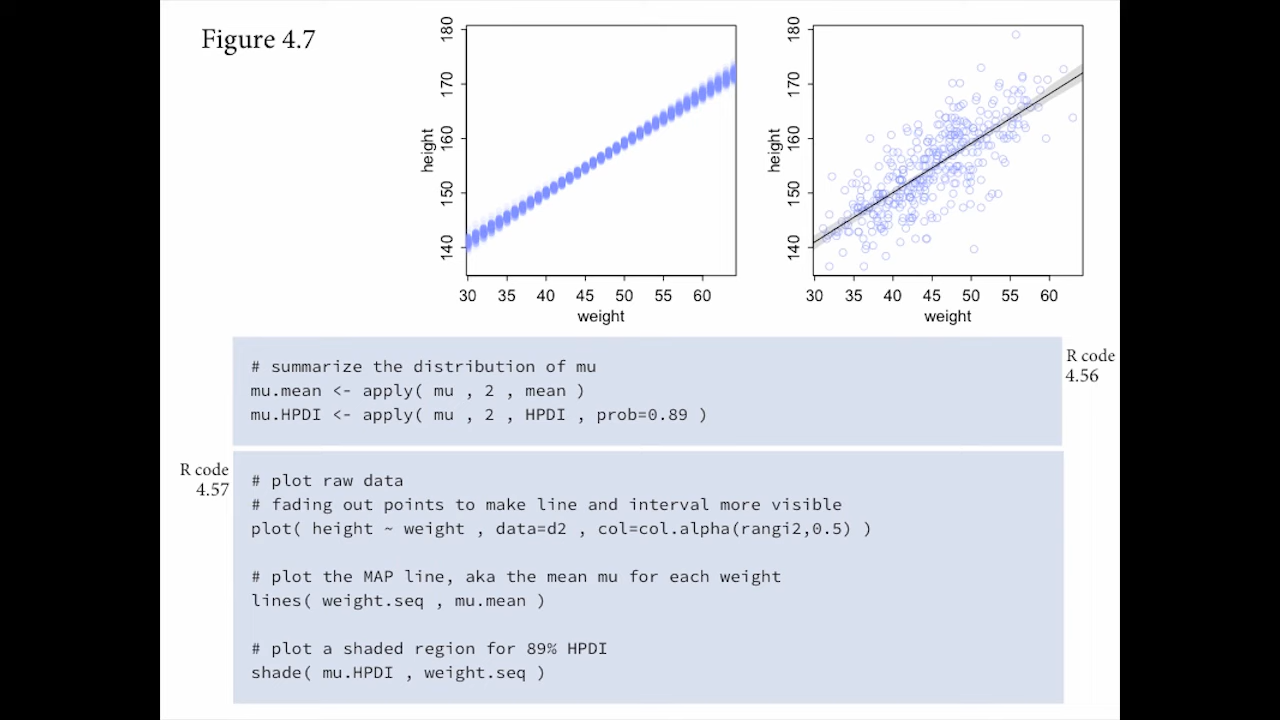 Figure 4.7
180
170
160
150
140
height
30 35 40 45 50 55 60
weight
180
170
160
150
140
height
30 35 40 45 50 55 60
weight
R code
4.56
# summarize the distribution of mu
mu.mean <- apply( mu , 2 , mean )
mu.HPDI <- apply( mu , 2 , HPDI , prob=0.89 )
R code
4.57
# plot raw data
# fading out points to make line and interval more visible
plot( height ~ weight , data=d2 , col=col.alpha(rangi2,0.5) )
# plot the MAP line, aka the mean mu for each weight
lines( weight.seq , mu.mean )
# plot a shaded region for 89% HPDI
shade( mu.HPDI , weight.seq )